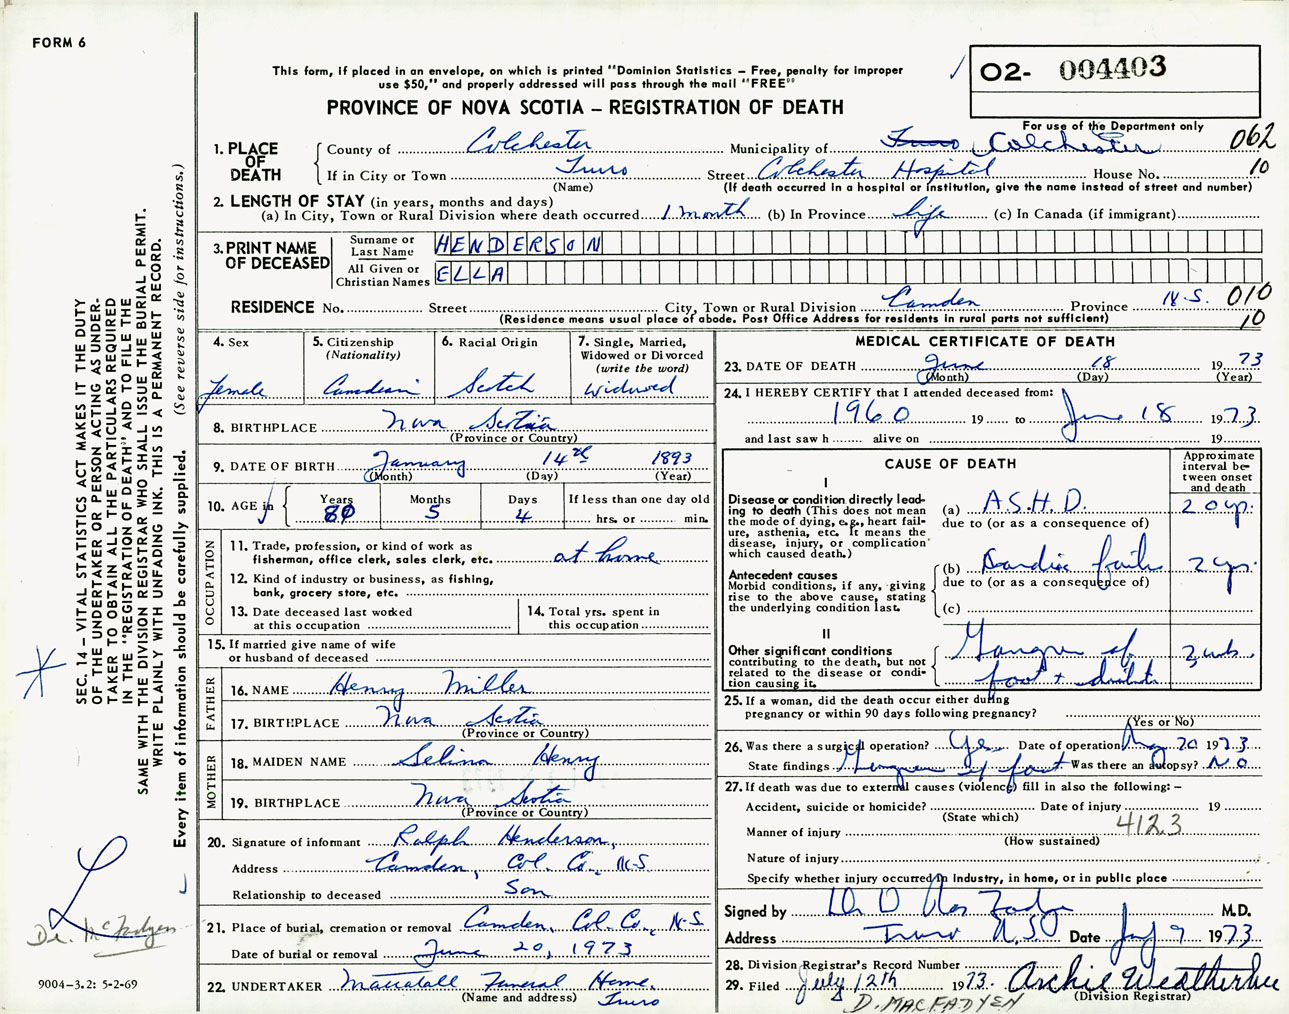 FORM 6
This form, if placed in an envelope, on which is printed "Dominion Statistics – Free, penalty for improper
use $50," and properly addressed will pass through the mail "FREE"
PROVINCE OF NOVA SCOTIA – REGISTRATION OF DEATH
O2- 004403
For use of the Department only
062
10
1. PLACE OF DEATH
County of Colchester Municipality of Truro Colchester
If in City or Town Truro Street Colchester Hospital House No.
(Name) (If death occurred in a hospital or institution, give the name instead of street and number)
2. LENGTH OF STAY (in years, months and days)
(a) In City, Town or Rural Division where death occurred 1 month (b) In Province life (c) In Canada (if immigrant)
3. PRINT NAME OF DECEASED
Surname or Last Name HENDERSON
All Given or Christian Names ELLA
RESIDENCE No. Street City, Town or Rural Division Camden Province N.S. 010
(Residence means usual place of abode. Post Office Address for residents in rural parts not sufficient) 10
4. Sex
Female
5. Citizenship (Nationality)
Canadian
6. Racial Origin
Scotch
7. Single, Married, Widowed or Divorced (write the word)
Widowed
8. BIRTHPLACE Nova Scotia
(Province or Country)
9. DATE OF BIRTH January 14th 1893
(Month) (Day) (Year)
10. AGE in
Years Months Days If less than one day old
80 5 4 hrs. or min.
OCCUPATION
11. Trade, profession, or kind of work as
fisherman, office clerk, sales clerk, etc. at home
12. Kind of industry or business, as fishing,
bank, grocery store, etc.
13. Date deceased last worked
at this occupation
14. Total yrs. spent in
this occupation
15. If married give name of wife
or husband of deceased
FATHER
16. NAME Henry Miller
17. BIRTHPLACE Nova Scotia
(Province or Country)
MOTHER
18. MAIDEN NAME Selina Henry
19. BIRTHPLACE Nova Scotia
(Province or Country)
20. Signature of informant Ralph Henderson,
Address Camden, Col. Co., N.S
Relationship to deceased Son
21. Place of burial, cremation or removal Camden, Col. Co., N.S
Date of burial or removal June 20, 1973
22. UNDERTAKER Mattatall Funeral Home,
(Name and address) Truro
MEDICAL CERTIFICATE OF DEATH
23. DATE OF DEATH June 18 1973
(Month) (Day) (Year)
24. I HEREBY CERTIFY that I attended deceased from:
1960 19 to June 18 1973
and last saw h alive on 19
CAUSE OF DEATH
Approximate interval between onset and death
I
Disease or condition directly leading to death (This does not mean the mode of dying, e.g., heart failure, asthenia, etc. It means the disease, injury, or complication which caused death.)
(a) A.S.H.D. 20 yr.
due to (or as a consequence of)
Antecedent causes
Morbid conditions, if any, giving rise to the above cause, stating the underlying condition last.
(b) Cardiac failure 2 yr.
due to (or as a consequence of)
(c)
II
Other significant conditions
contributing to the death, but not related to the disease or condition causing it.
Gangrene of
foot +
25. If a woman, did the death occur either during
pregnancy or within 90 days following pregnancy?
(Yes or No)
26. Was there a surgical operation? Yes Date of operation May 20 1973
State findings Gangrene of foot Was there an autopsy? No
27. If death was due to external causes (violence) fill in also the following: –
Accident, suicide or homicide? Date of injury 19
(State which)
4123
Manner of injury
(How sustained)
Nature of injury
Specify whether injury occurred in industry, in home, or in public place
Signed by M.D.
Address Truro N.S. Date July 9 1973
28. Division Registrar's Record Number
29. Filed July 12th 1973. Archie Weatherbee
(Division Registrar)
D. MACFADYEN
SEC. 14 – VITAL STATISTICS ACT MAKES IT THE DUTY
OF THE UNDERTAKER OR PERSON ACTING AS UNDER-
TAKER TO OBTAIN ALL THE PARTICULARS REQUIRED
IN THE "REGISTRATION OF DEATH" AND TO FILE THE
SAME WITH THE DIVISION REGISTRAR WHO SHALL ISSUE THE BURIAL PERMIT.
WRITE PLAINLY WITH UNFADING INK. THIS IS A PERMANENT RECORD.
Every item of information should be carefully supplied. (See reverse side for instructions.)
Dr. McFadyen
9004-3.2: 5-2-69